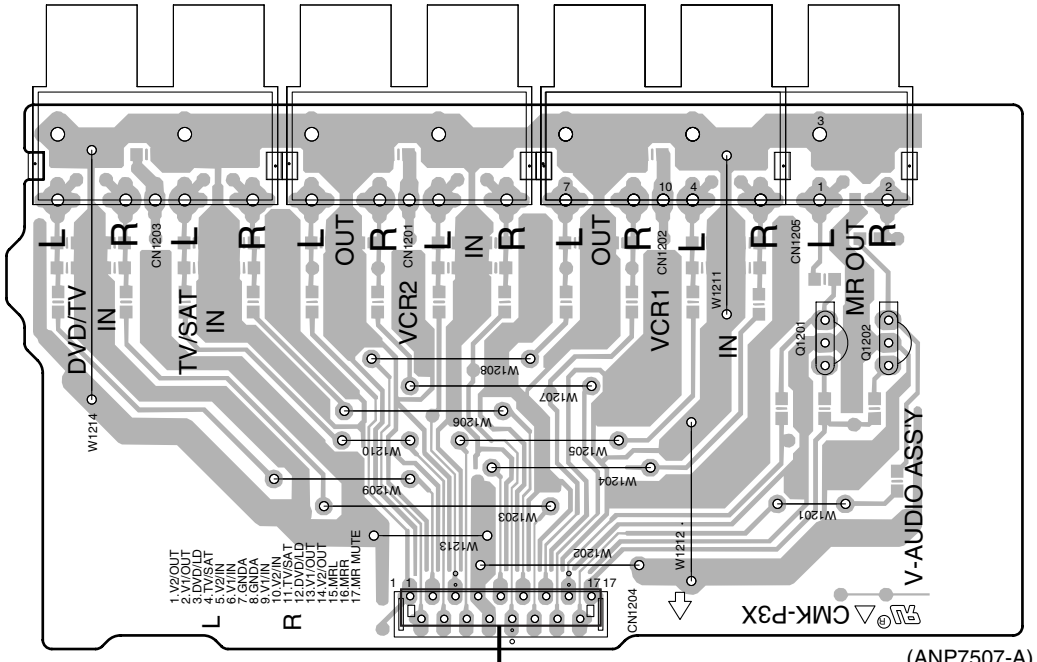 7
10
4
3
1
2
L
R
CN1203
L
R
L
OUT
R
CN1201
L
IN
R
L
OUT
R
CN1202
L
R
CN1205
L
MR OUT
R
DVD/TV
IN
TV/SAT
IN
VCR2
VCR1
W1211
IN
Q1201
Q1202
W1208
W1207
W1206
W1214
W1210
W1205
W1209
W1204
W1203
W1201
W1213
W1202
W1212
V-AUDIO ASS'Y
1.V2/OUT
2.V1/OUT
3.DVD/LD
4.TV/SAT
5.V2/IN
6.V1/IN
7.GNDA
8.GNDA
9.V1/IN
10.V2/IN
11.TV/SAT
12.DVD/LD
13.V1/OUT
14.V2/OUT
15.MRL
16.MRR
17.MR MUTE
L
R
1
1
17
17
CN1204
CMK-P3X
(ANP7507-A)